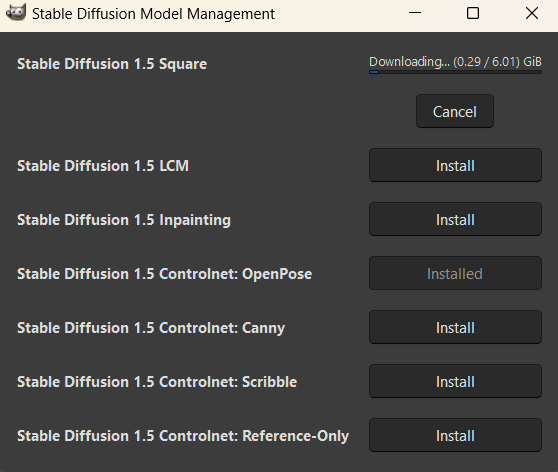 Stable Diffusion Model Management
Stable Diffusion 1.5 Square
Downloading... (0.29 / 6.01) GiB
Cancel
Stable Diffusion 1.5 LCM
Install
Stable Diffusion 1.5 Inpainting
Install
Stable Diffusion 1.5 Controlnet: OpenPose
Installed
Stable Diffusion 1.5 Controlnet: Canny
Install
Stable Diffusion 1.5 Controlnet: Scribble
Install
Stable Diffusion 1.5 Controlnet: Reference-Only
Install